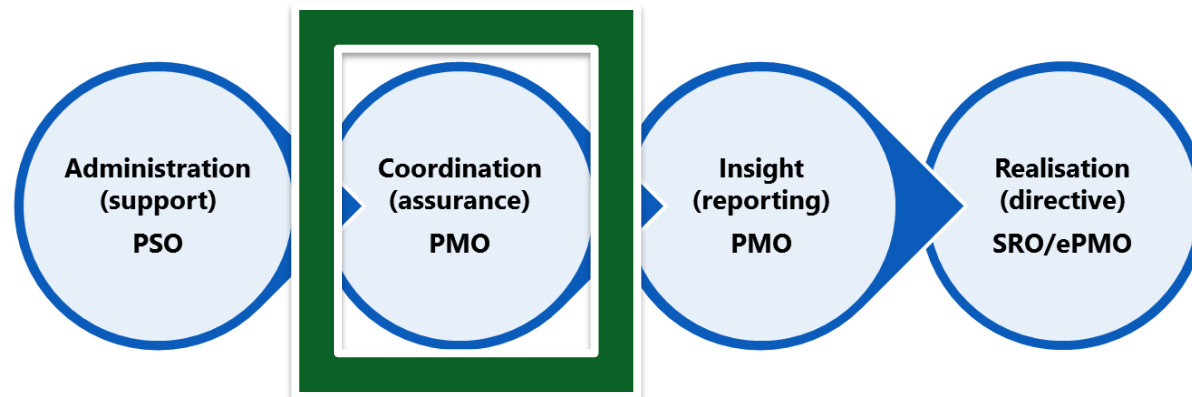 Administration
(support)
PSO
Coordination
(assurance)
PMO
Insight
(reporting)
PMO
Realisation
(directive)
SRO/ePMO